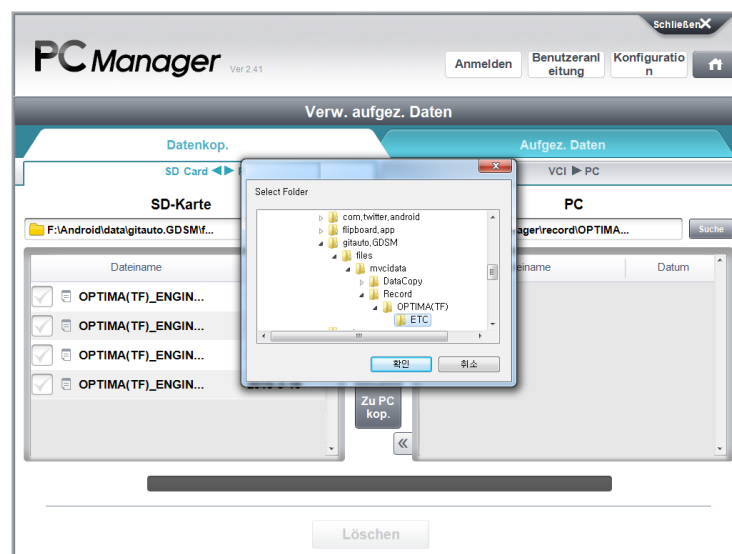 Schließen X
PC Manager Ver 2.41
Anmelden
Benutzeranl
eitung
Konfiguratio
n
Verw. aufgez. Daten
Datenkop.
Aufgez. Daten
SD Card
VCI ▶ PC
SD-Karte
PC
F:\Android\data\gitauto.GDSM\f...
ager\record\OPTIMA...
Suche
Dateiname
Datum
OPTIMA(TF)_ENGIN...
OPTIMA(TF)_ENGIN...
OPTIMA(TF)_ENGIN...
OPTIMA(TF)_ENGIN...
Select Folder
com,twitter,android
flipboard,app
gitauto,GDSM
files
mvcidata
DataCopy
Record
OPTIMA(TF)
ETC
확인
취소
Zu PC
kop.
Löschen